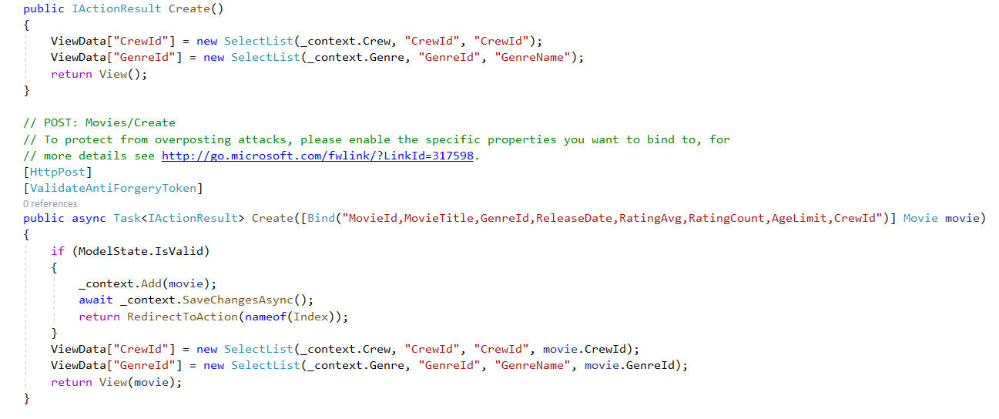 public IActionResult Create()
{
ViewData["CrewId"] = new SelectList(_context.Crew, "CrewId", "CrewId");
ViewData["GenreId"] = new SelectList(_context.Genre, "GenreId", "GenreName");
return View();
}
// POST: Movies/Create
// To protect from overposting attacks, please enable the specific properties you want to bind to, for
// more details see http://go.microsoft.com/fwlink/?LinkId=317598.
[HttpPost]
[ValidateAntiForgeryToken]
0 references
public async Task<IActionResult> Create([Bind("MovieId,MovieTitle,GenreId,ReleaseDate,RatingAvg,RatingCount,AgeLimit,CrewId")] Movie movie)
{
if (ModelState.IsValid)
{
_context.Add(movie);
await _context.SaveChangesAsync();
return RedirectToAction(nameof(Index));
}
ViewData["CrewId"] = new SelectList(_context.Crew, "CrewId", "CrewId", movie.CrewId);
ViewData["GenreId"] = new SelectList(_context.Genre, "GenreId", "GenreName", movie.GenreId);
return View(movie);
}